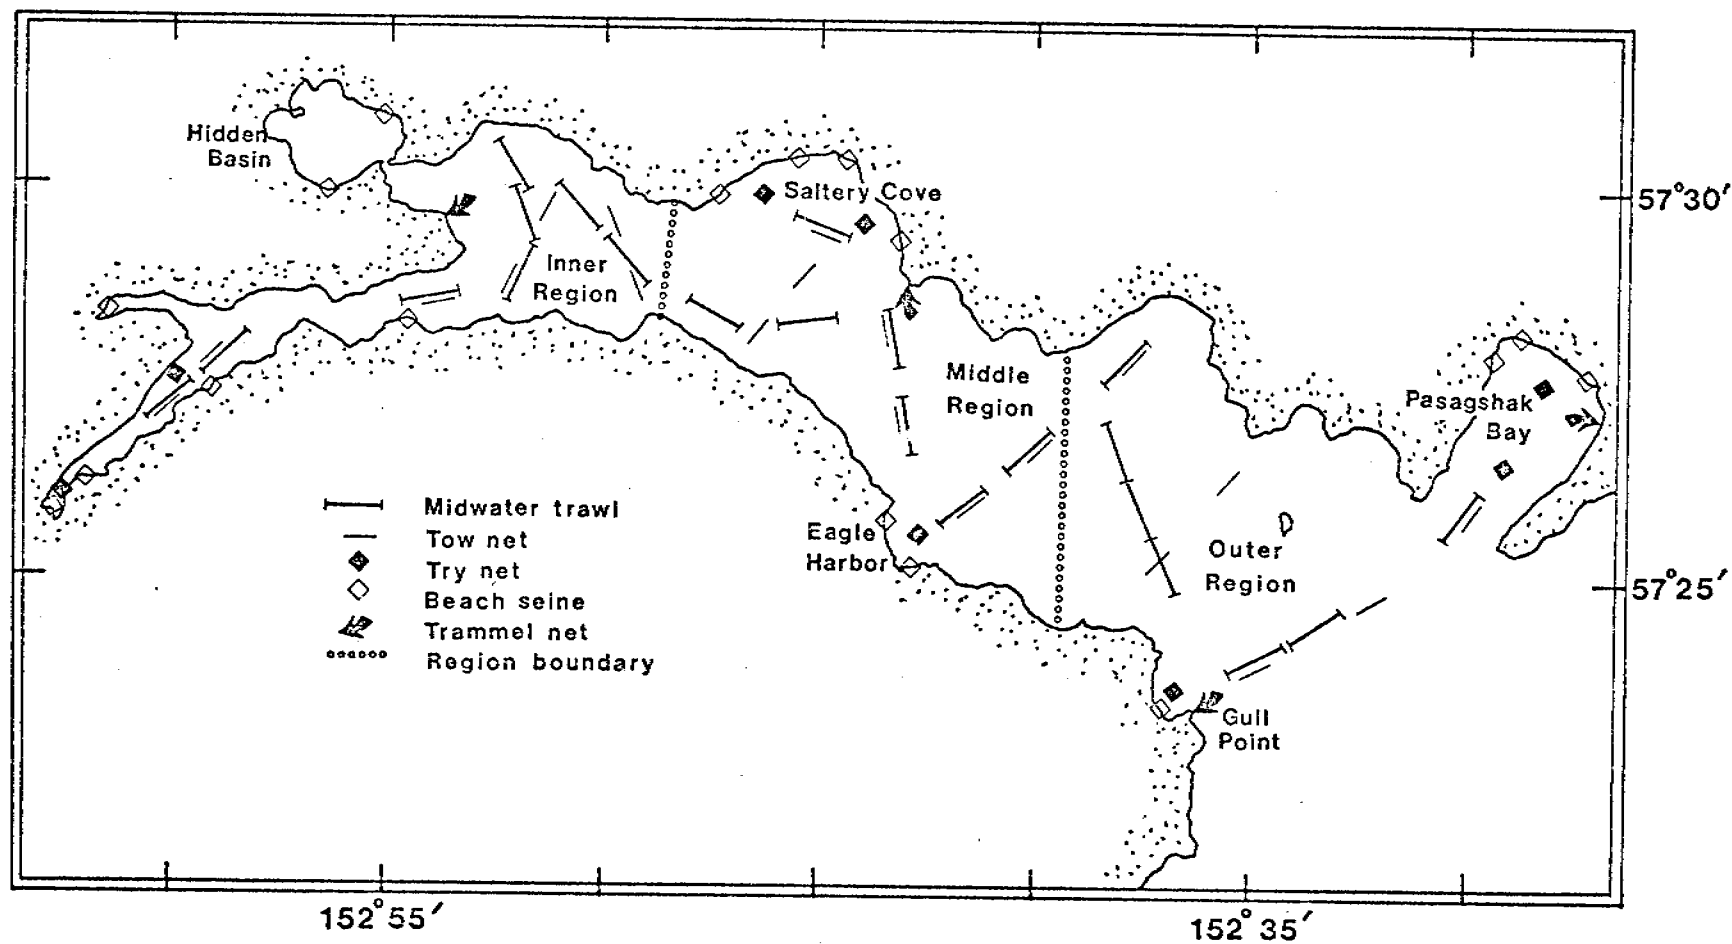 Hidden
Basin
Saltery Cove
57°30′
Inner
Region
Middle
Region
Pasagshak
Bay
Eagle
Harbor
Outer
Region
57°25′
Midwater trawl
Tow net
Try net
Beach seine
Trammel net
Region boundary
Gull
Point
152°55′
152°35′